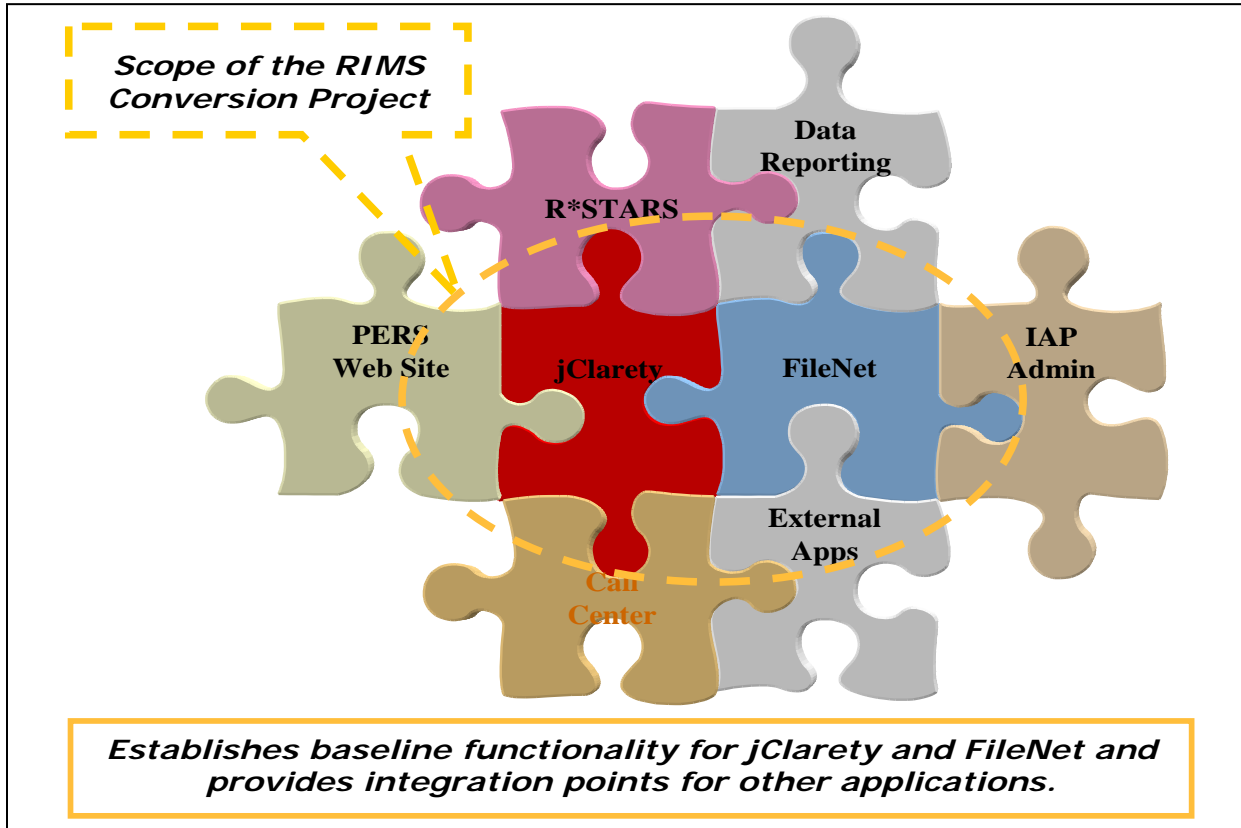 Scope of the RIMS
Conversion Project
Data
Reporting
R*STARS
PERS
Web Site
jClarety
FileNet
IAP
Admin
External
Apps
Call
Center
Establishes baseline functionality for jClarety and FileNet and
provides integration points for other applications.